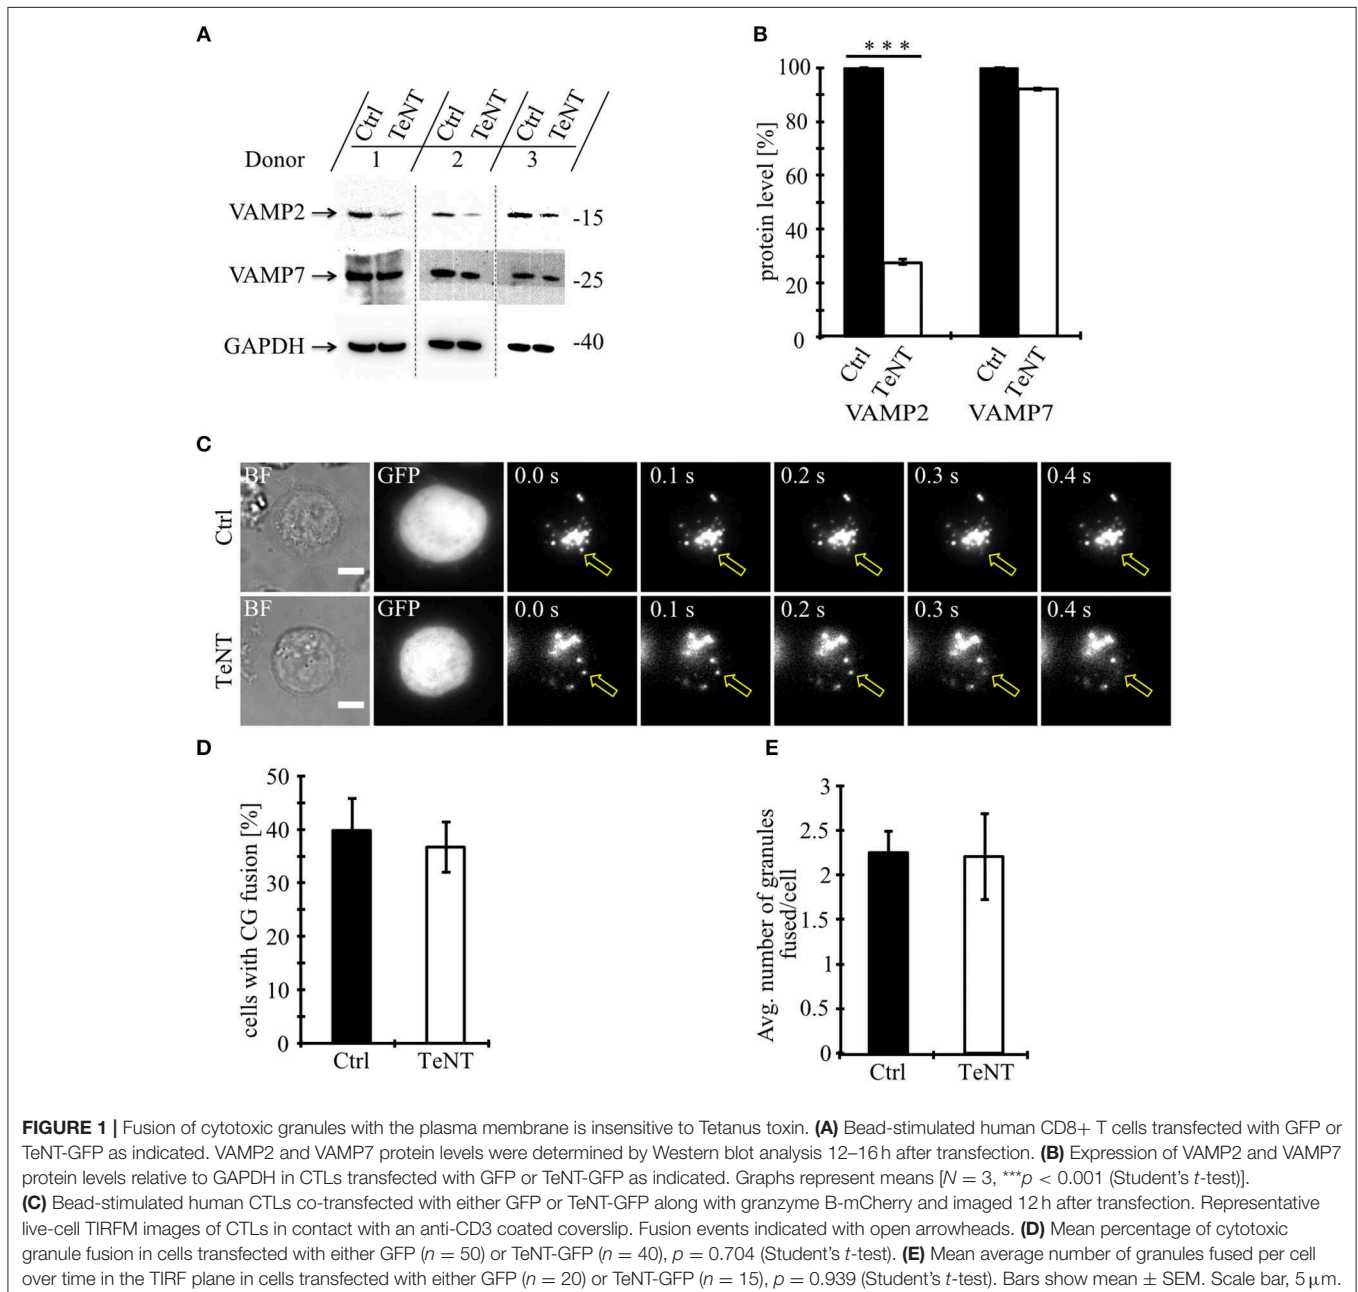 A
Ctrl TeNT Ctrl TeNT Ctrl TeNT
Donor 1 2 3
VAMP2 → -15
VAMP7 → -25
GAPDH → -40
B
* * *
protein level [%]
100
80
60
40
20
0
Ctrl TeNT Ctrl TeNT
VAMP2 VAMP7
C
Ctrl
BF GFP 0.0 s 0.1 s 0.2 s 0.3 s 0.4 s
TeNT
BF GFP 0.0 s 0.1 s 0.2 s 0.3 s 0.4 s
D
cells with CG fusion [%]
50
40
30
20
10
0
Ctrl TeNT
E
Avg. number of granules
fused/cell
3
2.5
2
1.5
1
0.5
0
Ctrl TeNT
FIGURE 1 | Fusion of cytotoxic granules with the plasma membrane is insensitive to Tetanus toxin. (A) Bead-stimulated human CD8+ T cells transfected with GFP or
TeNT-GFP as indicated. VAMP2 and VAMP7 protein levels were determined by Western blot analysis 12–16 h after transfection. (B) Expression of VAMP2 and VAMP7
protein levels relative to GAPDH in CTLs transfected with GFP or TeNT-GFP as indicated. Graphs represent means [N = 3, ***p < 0.001 (Student's t-test)].
(C) Bead-stimulated human CTLs co-transfected with either GFP or TeNT-GFP along with granzyme B-mCherry and imaged 12 h after transfection. Representative
live-cell TIRFM images of CTLs in contact with an anti-CD3 coated coverslip. Fusion events indicated with open arrowheads. (D) Mean percentage of cytotoxic
granule fusion in cells transfected with either GFP (n = 50) or TeNT-GFP (n = 40), p = 0.704 (Student's t-test). (E) Mean average number of granules fused per cell
over time in the TIRF plane in cells transfected with either GFP (n = 20) or TeNT-GFP (n = 15), p = 0.939 (Student's t-test). Bars show mean ± SEM. Scale bar, 5 μm.